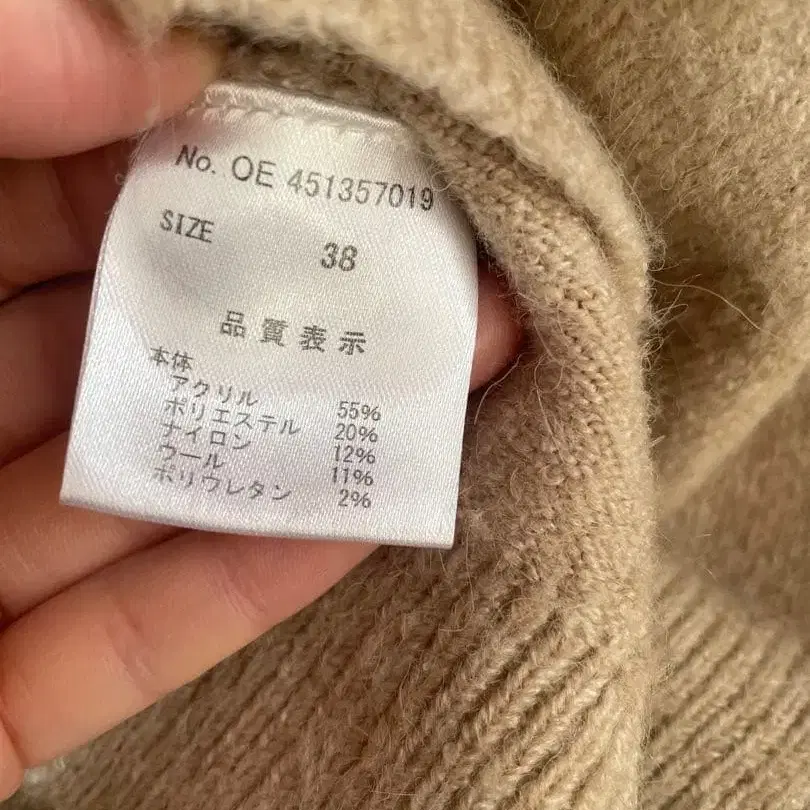 No. OE 451357019
SIZE 38
品質表示
本体
アクリル 55%
ポリエステル 20%
ナイロン 12%
ウール 11%
ポリウレタン 2%